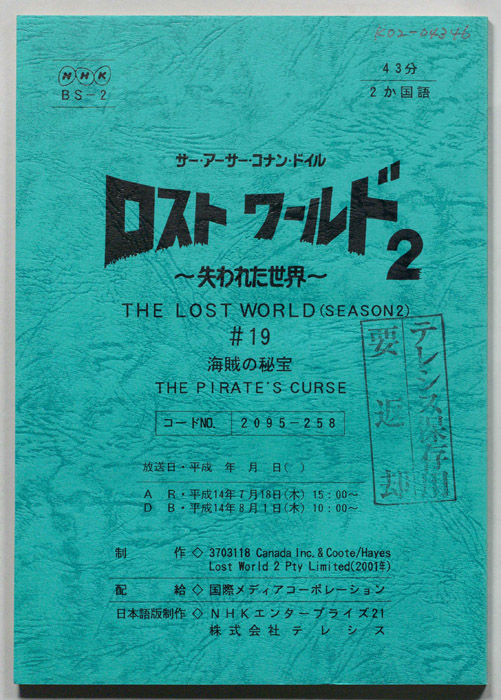 K02-04346
NHK
BS-2
43分
2か国語
サー・アーサー・コナン・ドイル
ロスト ワールド2
～失われた世界～
THE LOST WORLD(SEASON2)
#19
海賊の秘宝
THE PIRATE'S CURSE
コードNO. 2095-258
テレシス保存用
要返却
放送日・平成 年 月 日( )
A R・平成14年7月18日(木) 15:00～
D B・平成14年8月1日(木) 10:00～
制 作◇3703118 Canada Inc.&Coote/Hayes
Lost World 2 Pty Limited(2001年)
配 給◇国際メディアコーポレーション
日本語版制作◇NHKエンタープライズ21
株式会社テレシス